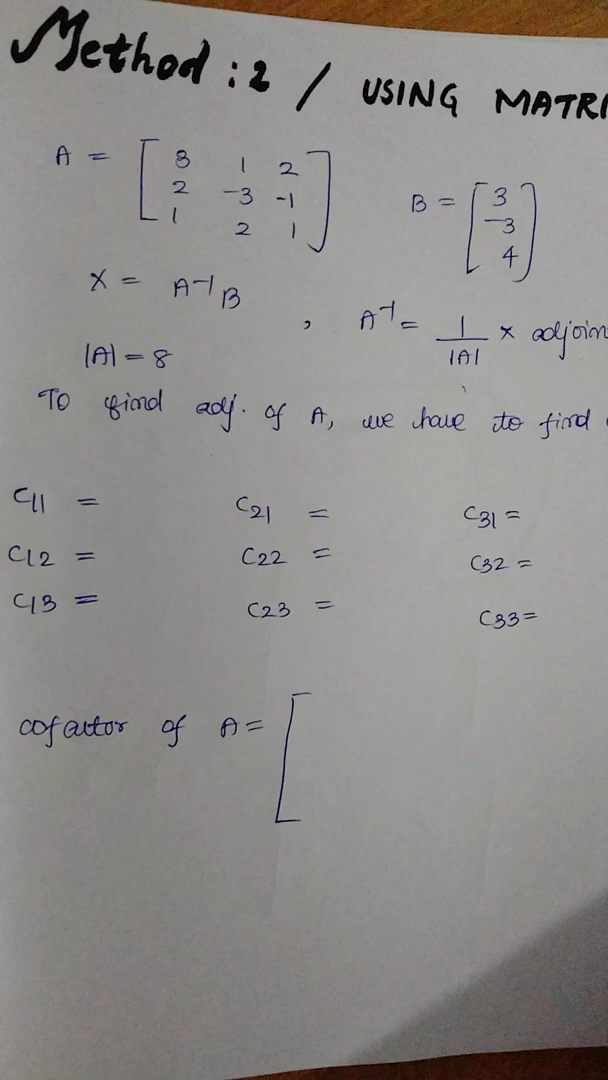 Method : 2 / USING MATRI
A = [ 3 1 2
2 -3 -1
1 2 1 ]
B = [ 3
-3
4 ]
X = A⁻¹B , A⁻¹ = 1/|A| × adjoin
|A| = 8
To find adj. of A, we have to find
C11 = C21 = C31 =
C12 = C22 = C32 =
C13 = C23 = C33 =
cofactor of A = [